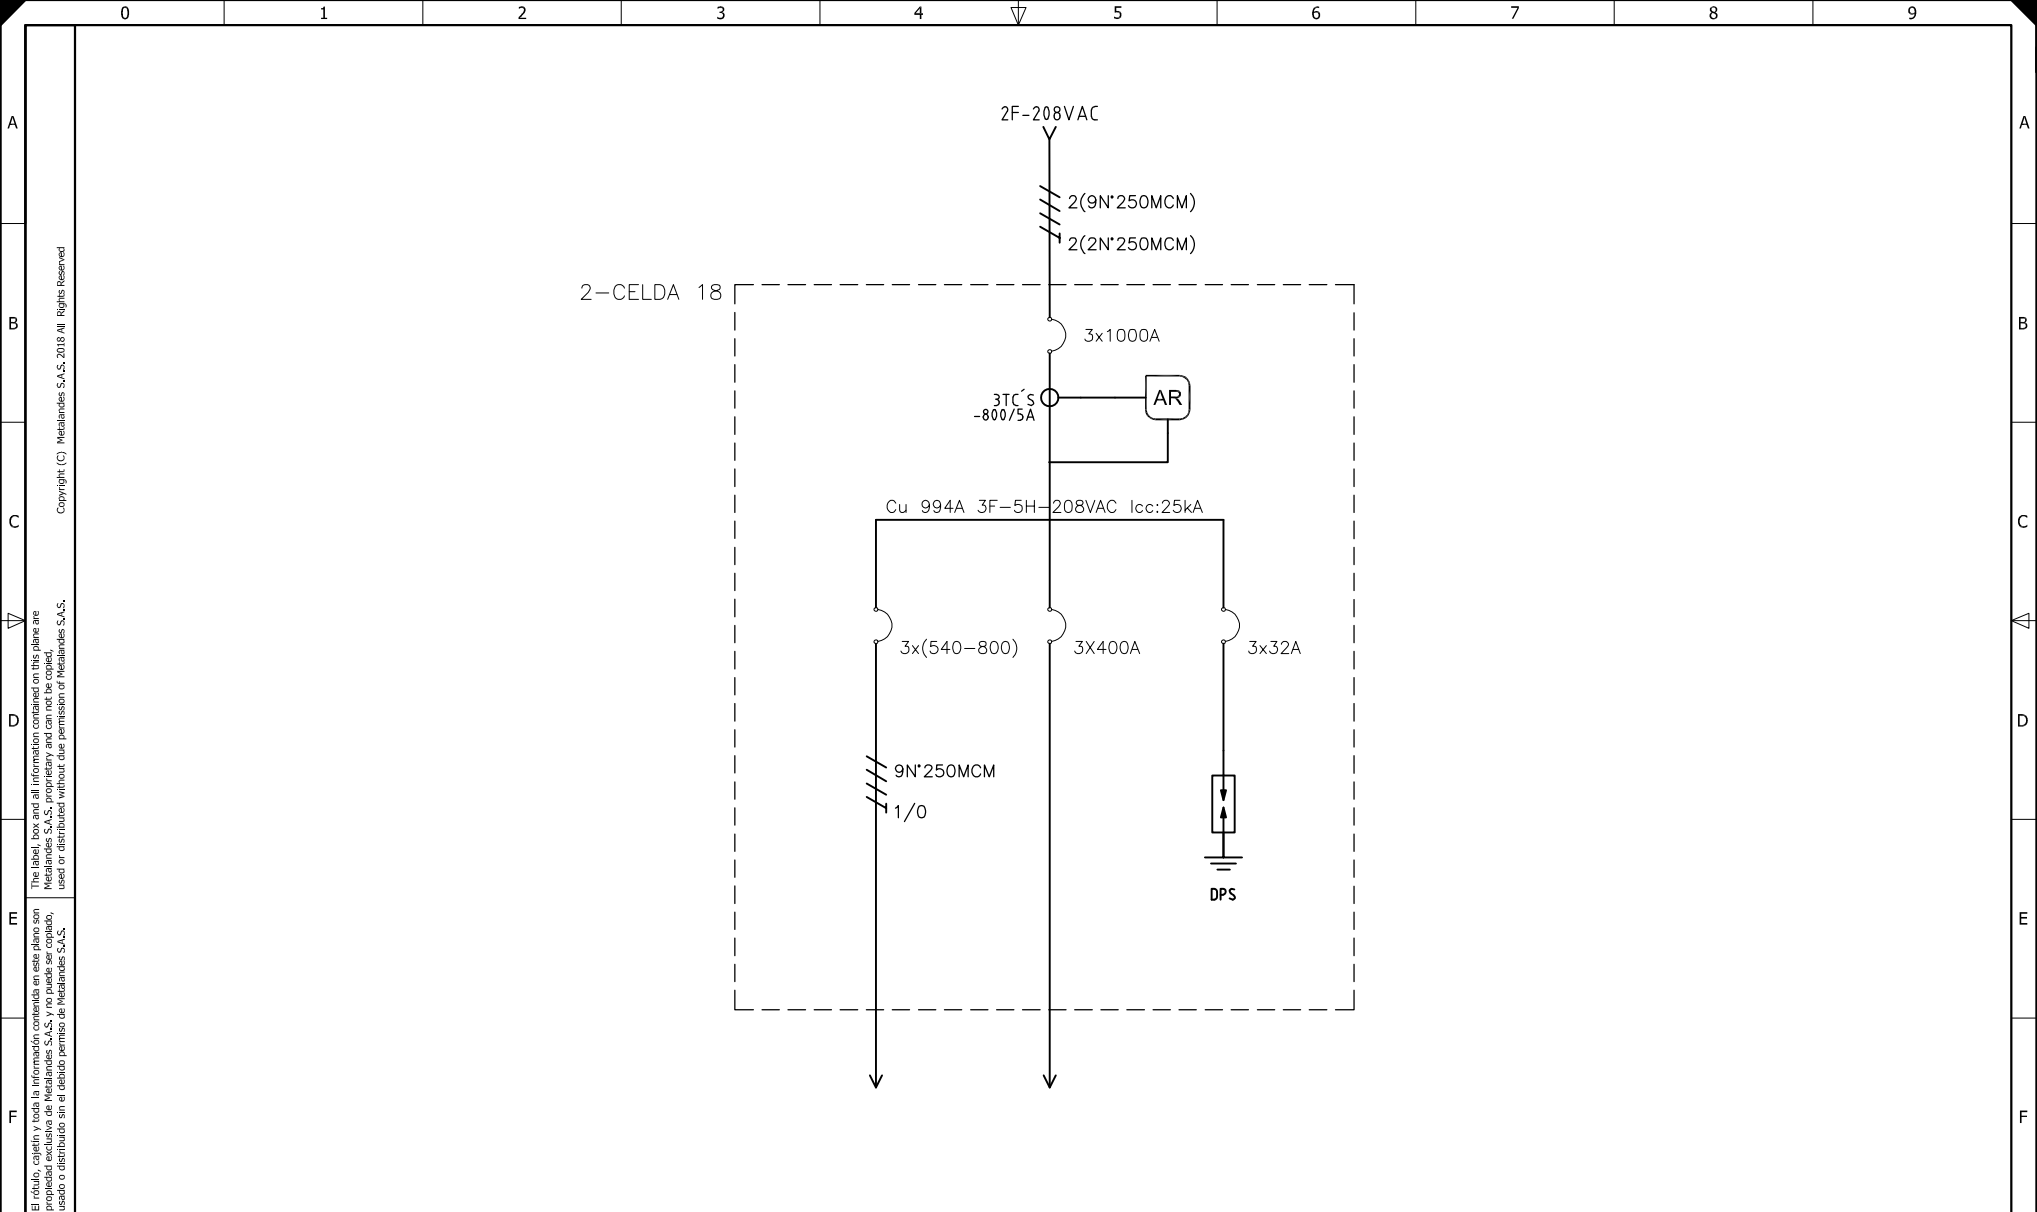 0 1 2 3 4 5 6 7 8 9
A A
2F-208VAC
2(9N°250MCM)
2(2N°250MCM)
2-CELDA 18
B B
3x1000A
3TC´S
-800/5A
AR
Cu 994A 3F-5H-208VAC Icc:25kA
C C
3x(540-800)
3X400A
3x32A
D D
9N°250MCM
1/0
DPS
E E
F F
Copyright (C) Metalandes S.A.S. 2018 All Rights Reserved
The label, box and all information contained on this plane are
Metalandes S.A.S. proprietary and can not be copied,
used or distributed without due permission of Metalandes S.A.S.
El rótulo, cajetín y toda la información contenida en este plano son
propiedad exclusiva de Metalandes S.A.S. y no puede ser copiado,
usado o distribuido sin el debido permiso de Metalandes S.A.S.